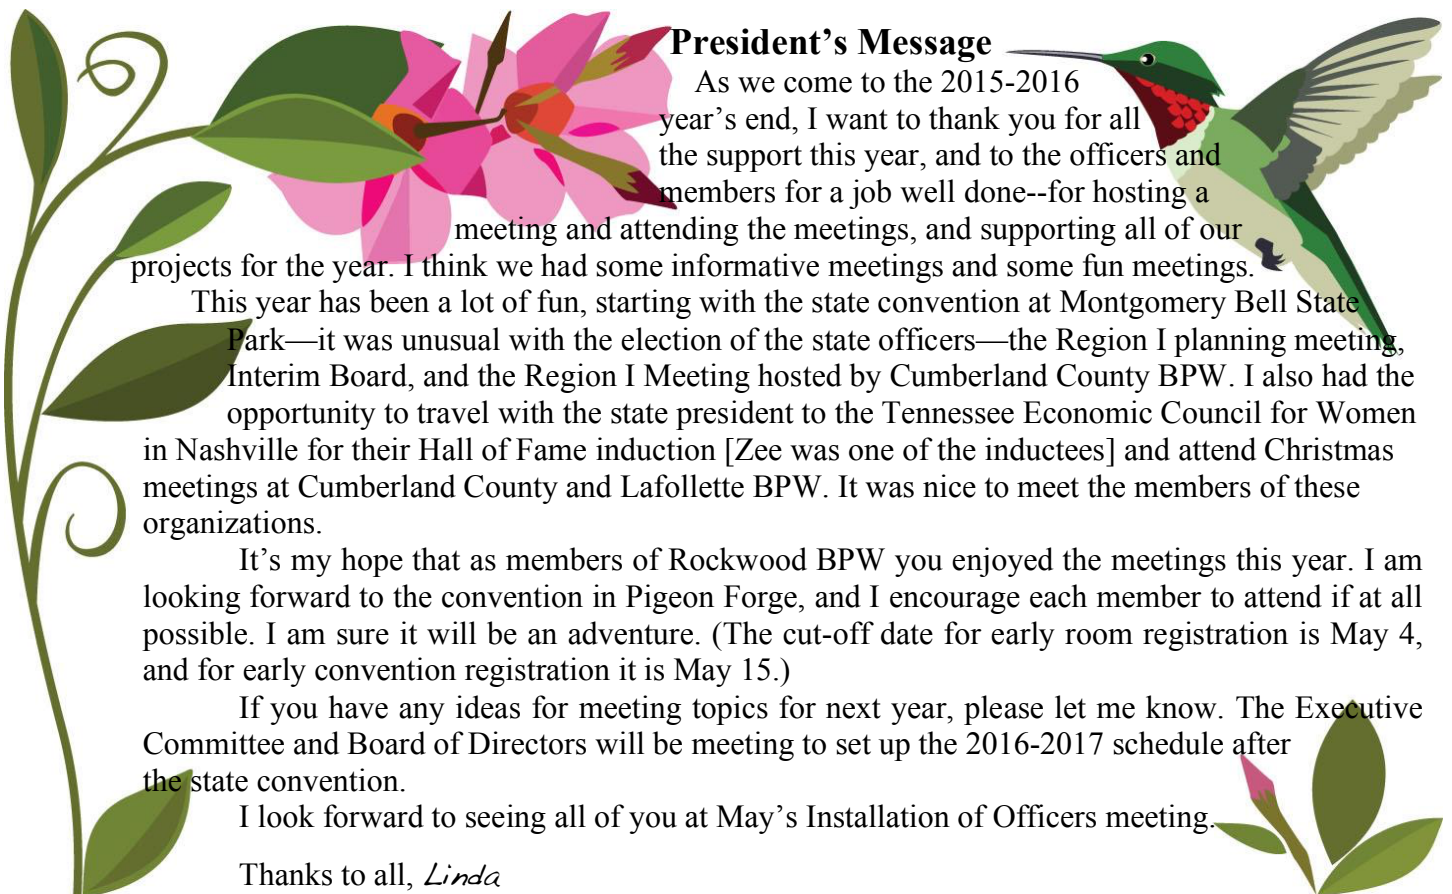 President’s Message
As we come to the 2015-2016
year’s end, I want to thank you for all
the support this year, and to the officers and
members for a job well done--for hosting a
meeting and attending the meetings, and supporting all of our
projects for the year. I think we had some informative meetings and some fun meetings.
This year has been a lot of fun, starting with the state convention at Montgomery Bell State
Park—it was unusual with the election of the state officers—the Region I planning meeting,
Interim Board, and the Region I Meeting hosted by Cumberland County BPW. I also had the
opportunity to travel with the state president to the Tennessee Economic Council for Women
in Nashville for their Hall of Fame induction [Zee was one of the inductees] and attend Christmas
meetings at Cumberland County and Lafollette BPW. It was nice to meet the members of these
organizations.
It’s my hope that as members of Rockwood BPW you enjoyed the meetings this year. I am
looking forward to the convention in Pigeon Forge, and I encourage each member to attend if at all
possible. I am sure it will be an adventure. (The cut-off date for early room registration is May 4,
and for early convention registration it is May 15.)
If you have any ideas for meeting topics for next year, please let me know. The Executive
Committee and Board of Directors will be meeting to set up the 2016-2017 schedule after
the state convention.
I look forward to seeing all of you at May’s Installation of Officers meeting.
Thanks to all, Linda